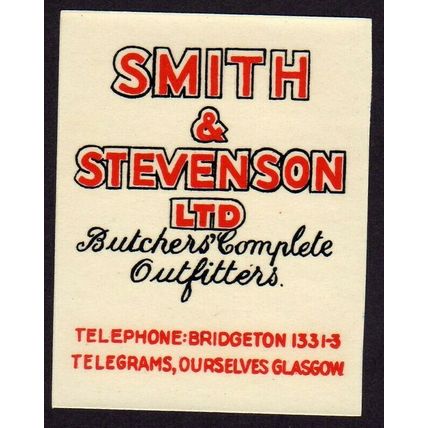 SMITH
&
STEVENSON
LTD
Butchers' Complete
Outfitters.
TELEPHONE: BRIDGETON 1331-3
TELEGRAMS, OURSELVES GLASGOW